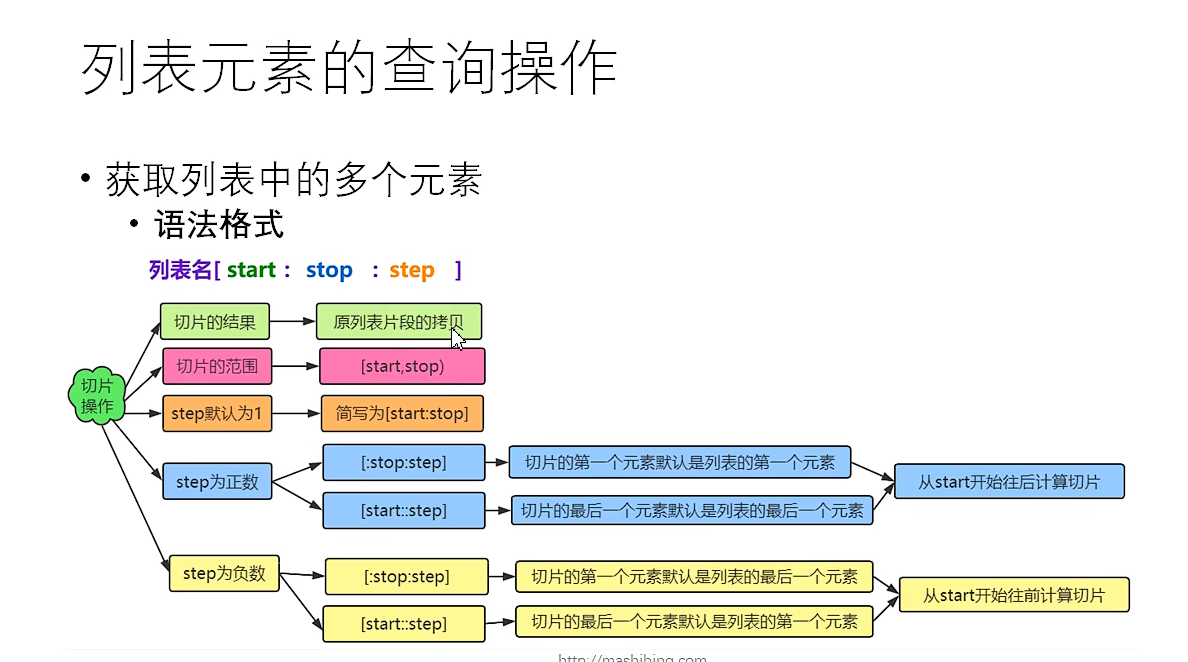 列表元素的查询操作
• 获取列表中的多个元素
• 语法格式
列表名[ start : stop : step ]
切片的结果
原列表片段的拷贝
切片的范围
[start,stop)
切片
操作
step默认为1
简写为[start:stop]
step为正数
[:stop:step]
切片的第一个元素默认是列表的第一个元素
[start::step]
切片的最后一个元素默认是列表的最后一个元素
从start开始往后计算切片
step为负数
[:stop:step]
切片的第一个元素默认是列表的最后一个元素
[start::step]
切片的最后一个元素默认是列表的第一个元素
从start开始往前计算切片
http://mashibing.com